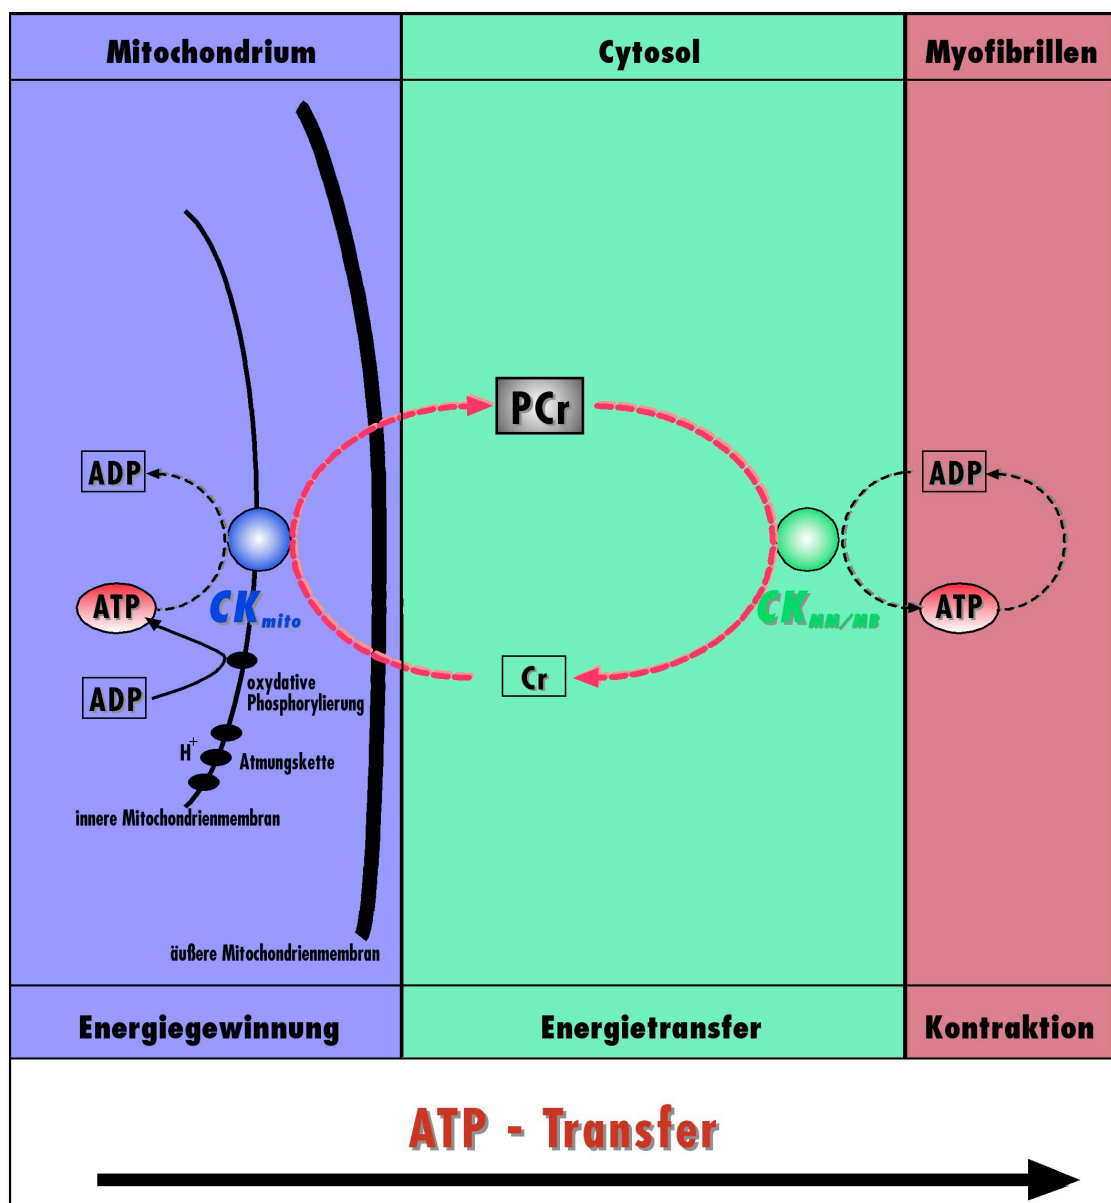 Mitochondrium
Cytosol
Myofibrillen
PCr
ADP
ADP
ATP
CKmito
CKMM/MB
ATP
ADP
Cr
oxydative
Phosphorylierung
H+
Atmungskette
innere Mitochondrienmembran
äußere Mitochondrienmembran
Energiegewinnung
Energietransfer
Kontraktion
ATP - Transfer